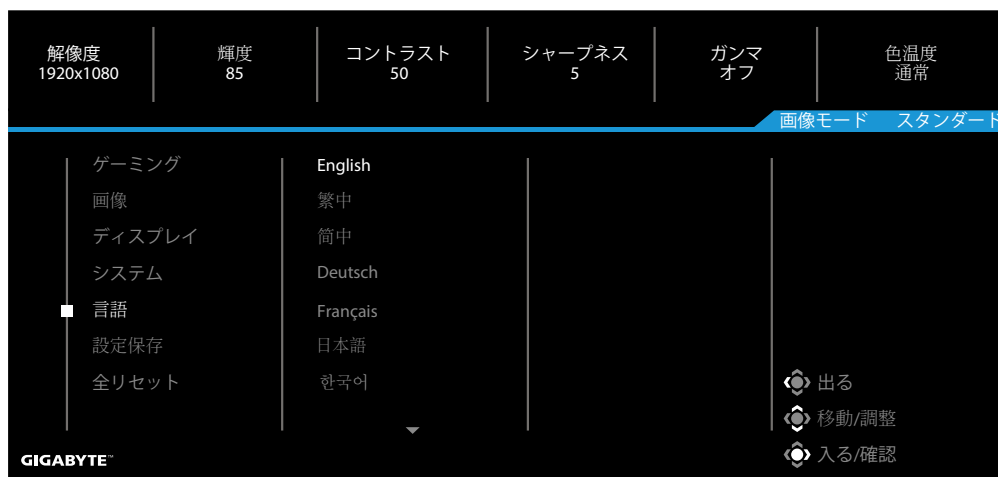 解像度
1920x1080
輝度
85
コントラスト
50
シャープネス
5
ガンマ
オフ
色温度
通常
画像モード スタンダード
ゲーミング
画像
ディスプレイ
システム
言語
設定保存
全リセット
English
繁中
简中
Deutsch
Français
日本語
한국어
出る
移動/調整
入る/確認
GIGABYTE™